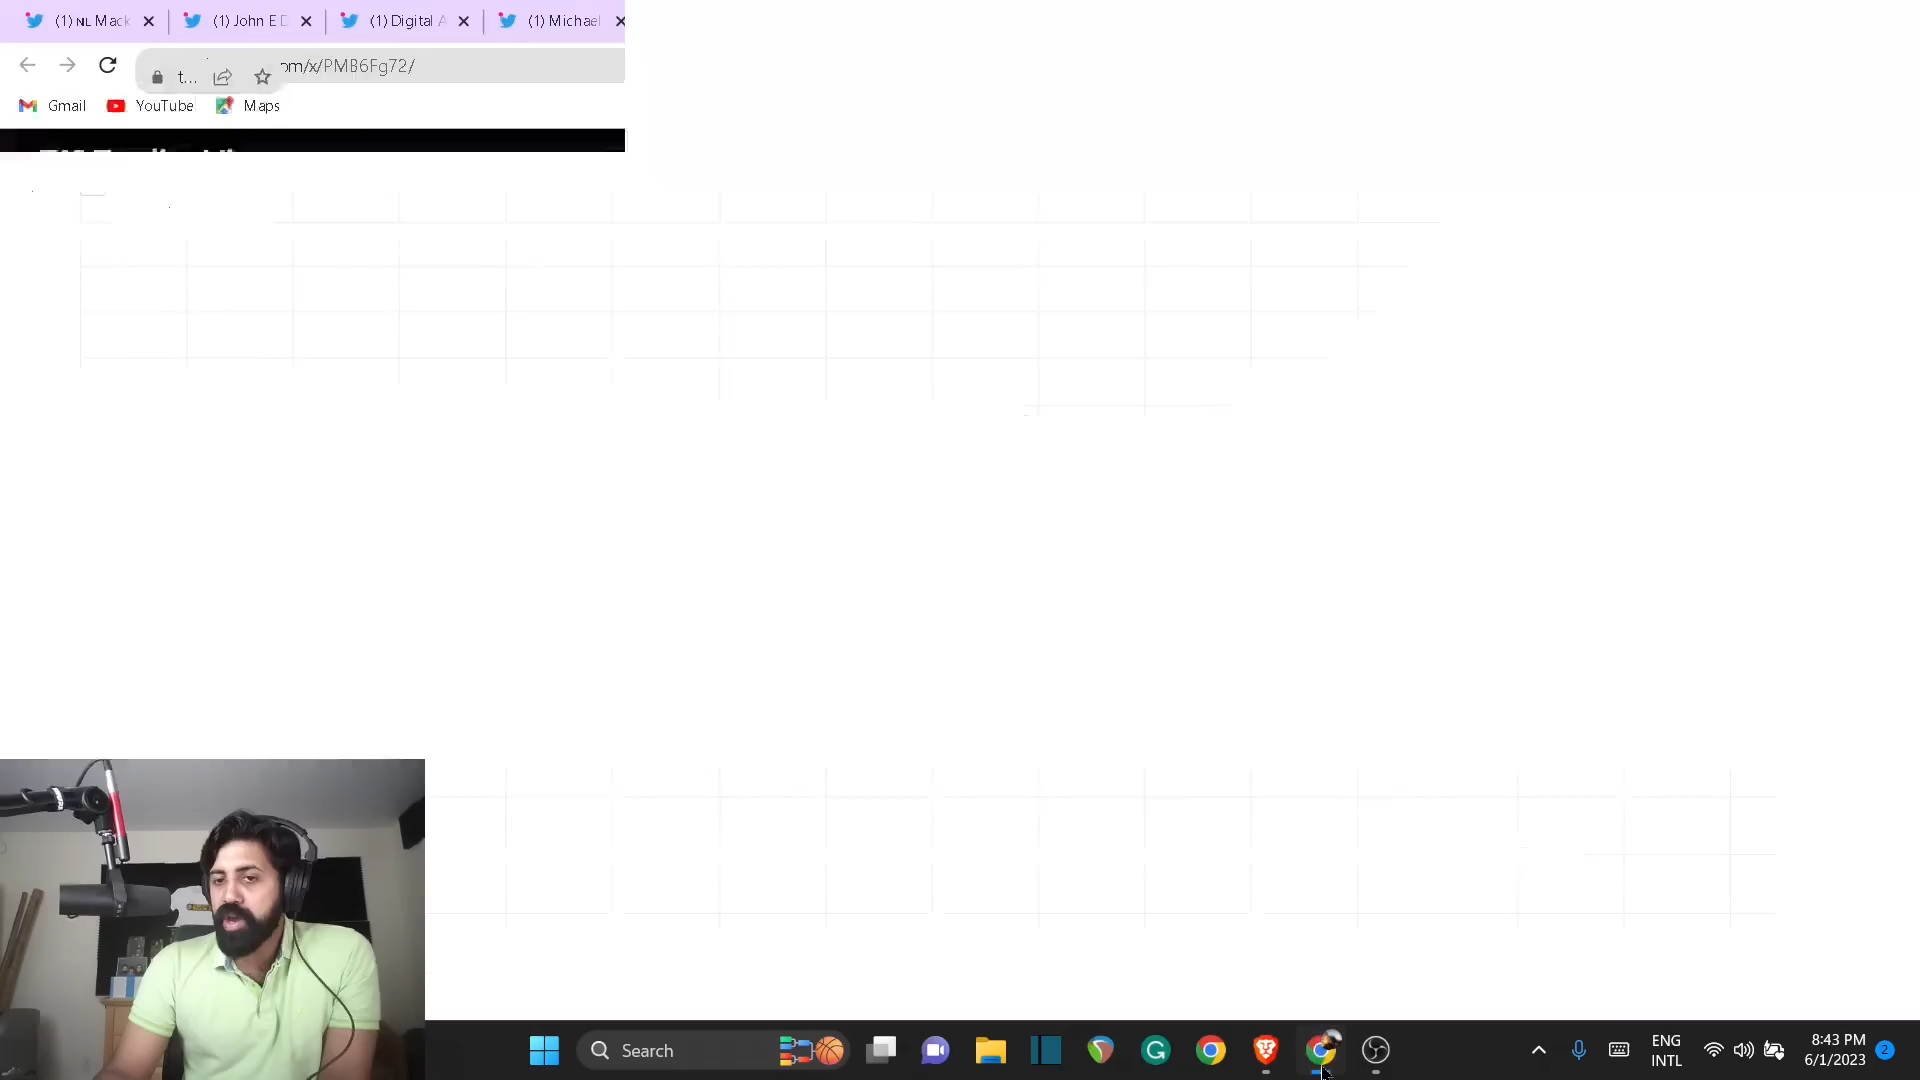 (1) NL Mack
(1) John E D
(1) Digital A
(1) Michael
t... om/x/PMB6Fg72/
Gmail
YouTube
Maps
Search
ENG
INTL
8:43 PM
6/1/2023
2